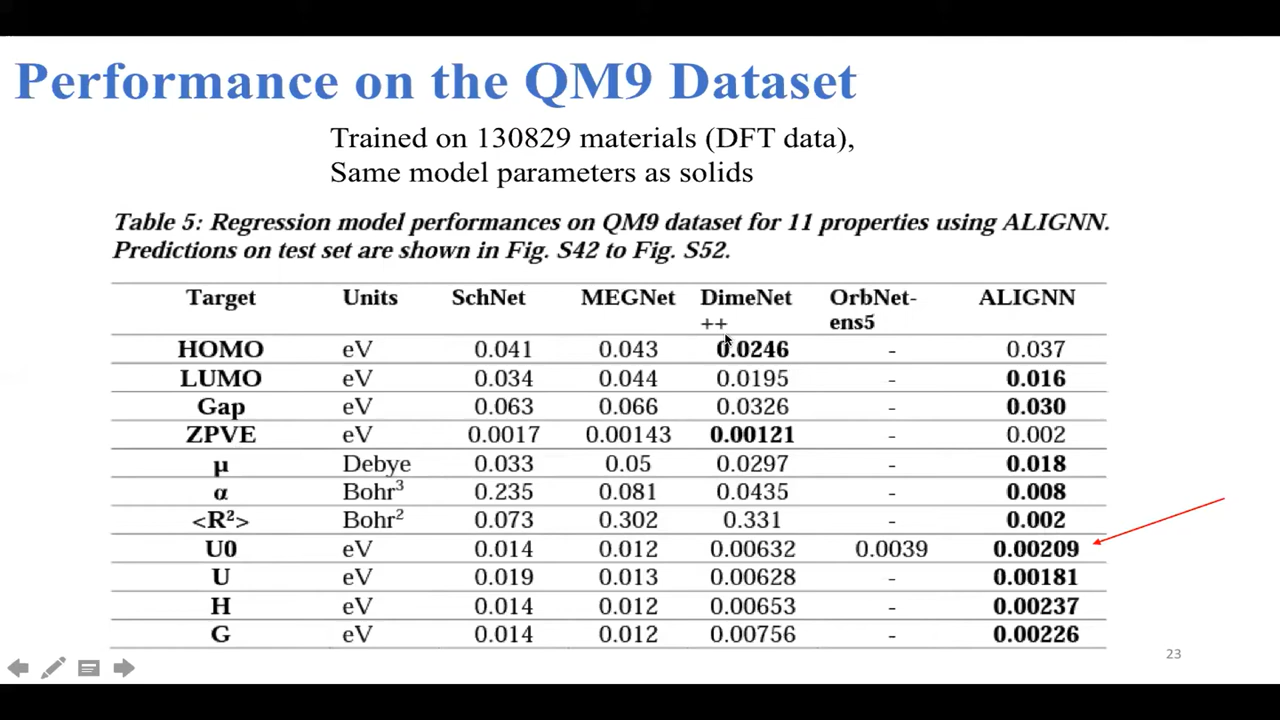 Performance on the QM9 Dataset
Trained on 130829 materials (DFT data),
Same model parameters as solids
Table 5: Regression model performances on QM9 dataset for 11 properties using ALIGNN.
Predictions on test set are shown in Fig. S42 to Fig. S52.
Target Units SchNet MEGNet DimeNet OrbNet- ALIGNN
++ ens5
HOMO eV 0.041 0.043 0.0246 - 0.037
LUMO eV 0.034 0.044 0.0195 - 0.016
Gap eV 0.063 0.066 0.0326 - 0.030
ZPVE eV 0.0017 0.00143 0.00121 - 0.002
μ Debye 0.033 0.05 0.0297 - 0.018
α Bohr³ 0.235 0.081 0.0435 - 0.008
<R²> Bohr² 0.073 0.302 0.331 - 0.002
U0 eV 0.014 0.012 0.00632 0.0039 0.00209
U eV 0.019 0.013 0.00628 - 0.00181
H eV 0.014 0.012 0.00653 - 0.00237
G eV 0.014 0.012 0.00756 - 0.00226
23